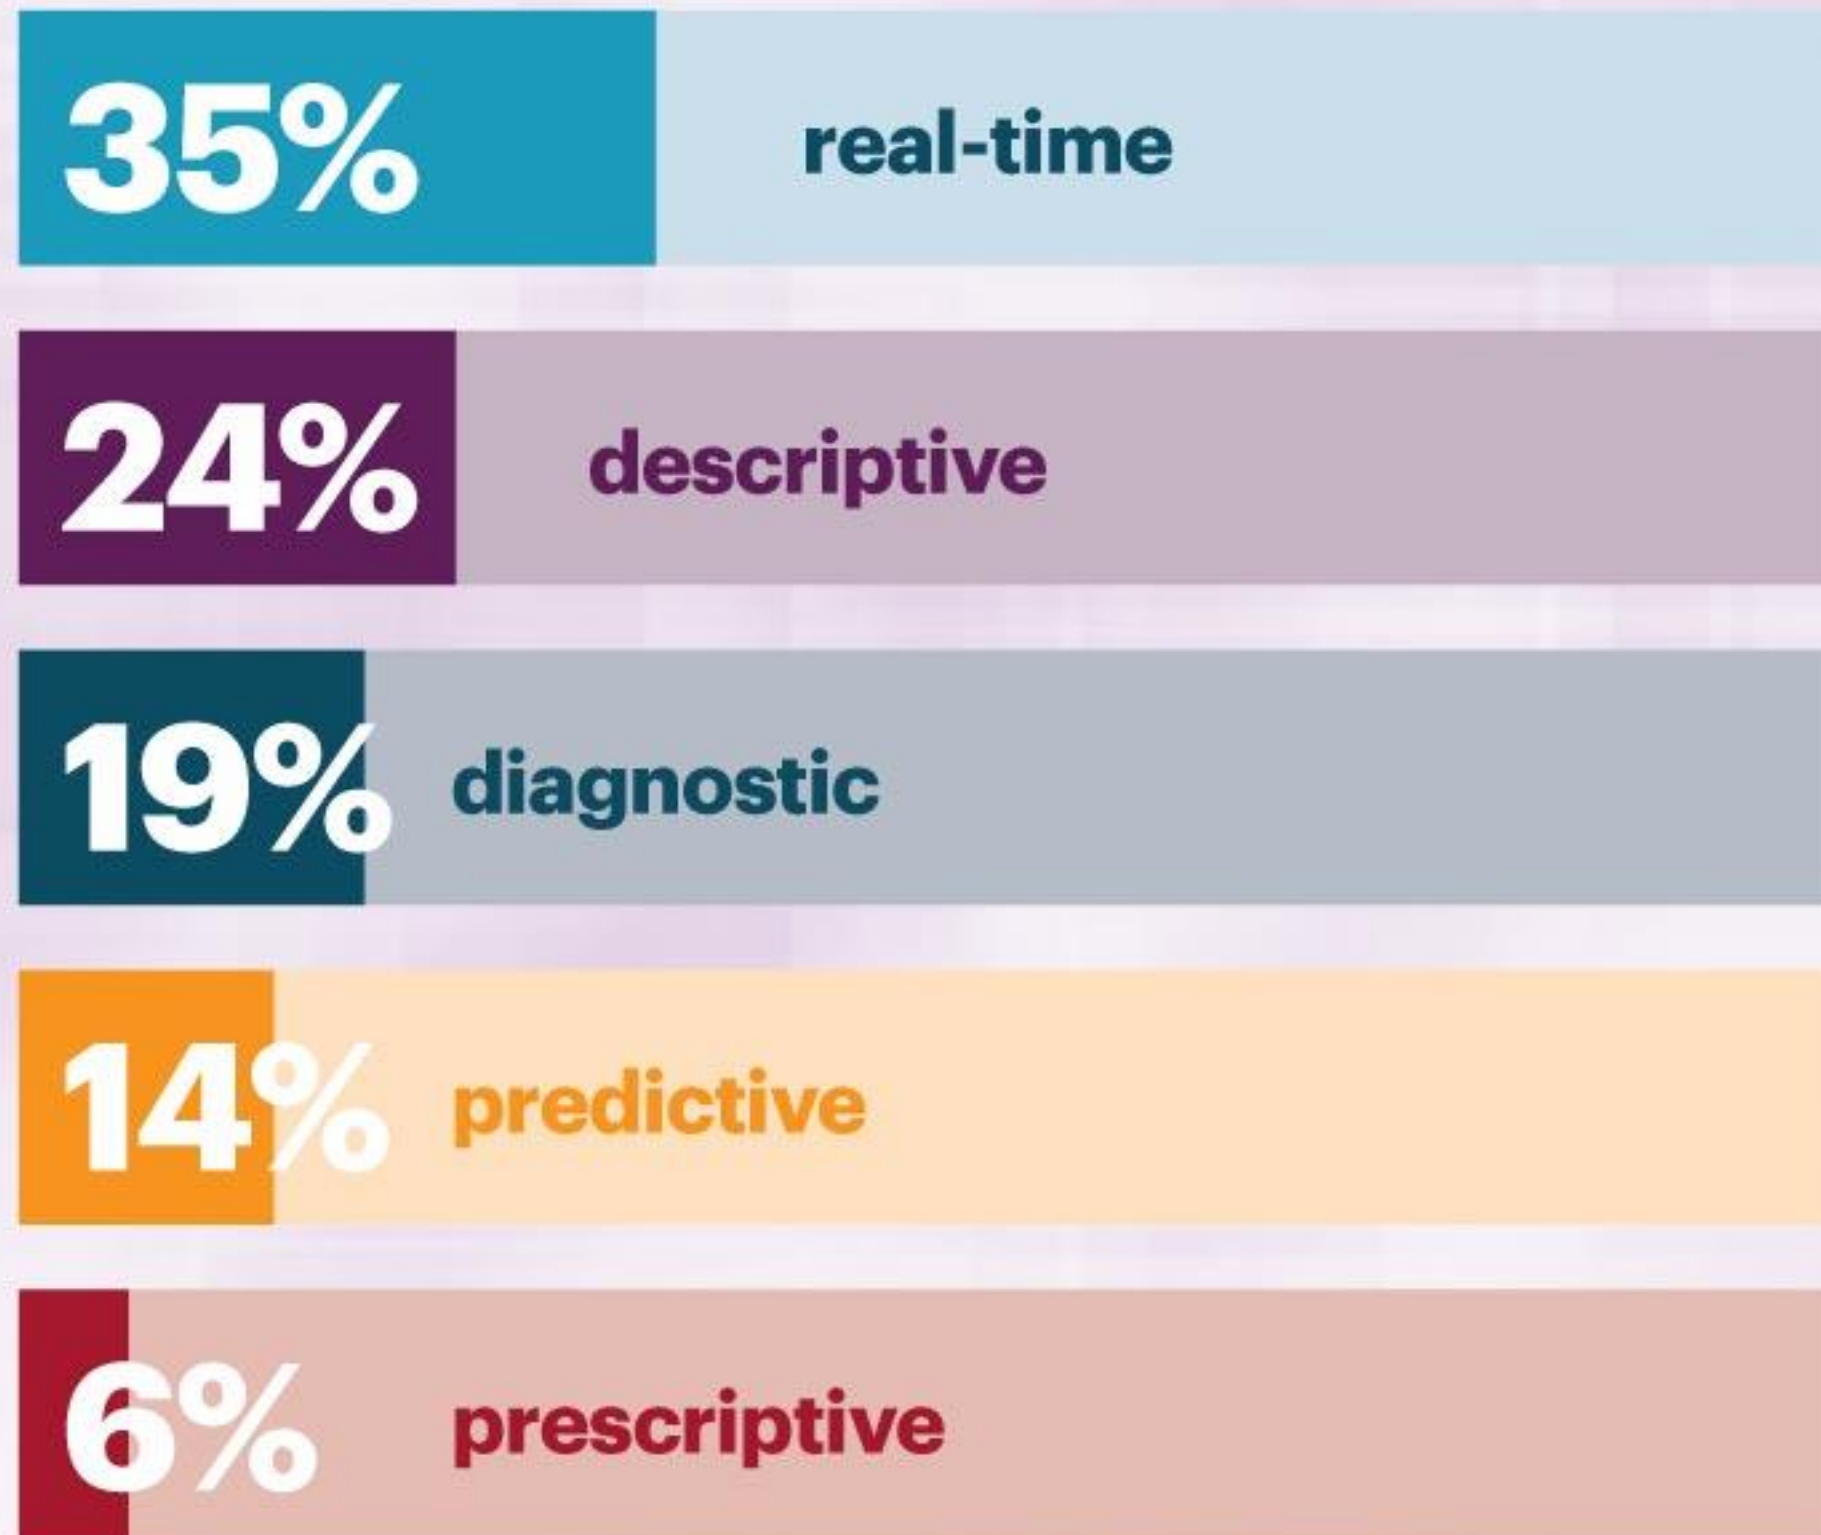 35% real-time
24% descriptive
19% diagnostic
14% predictive
6% prescriptive